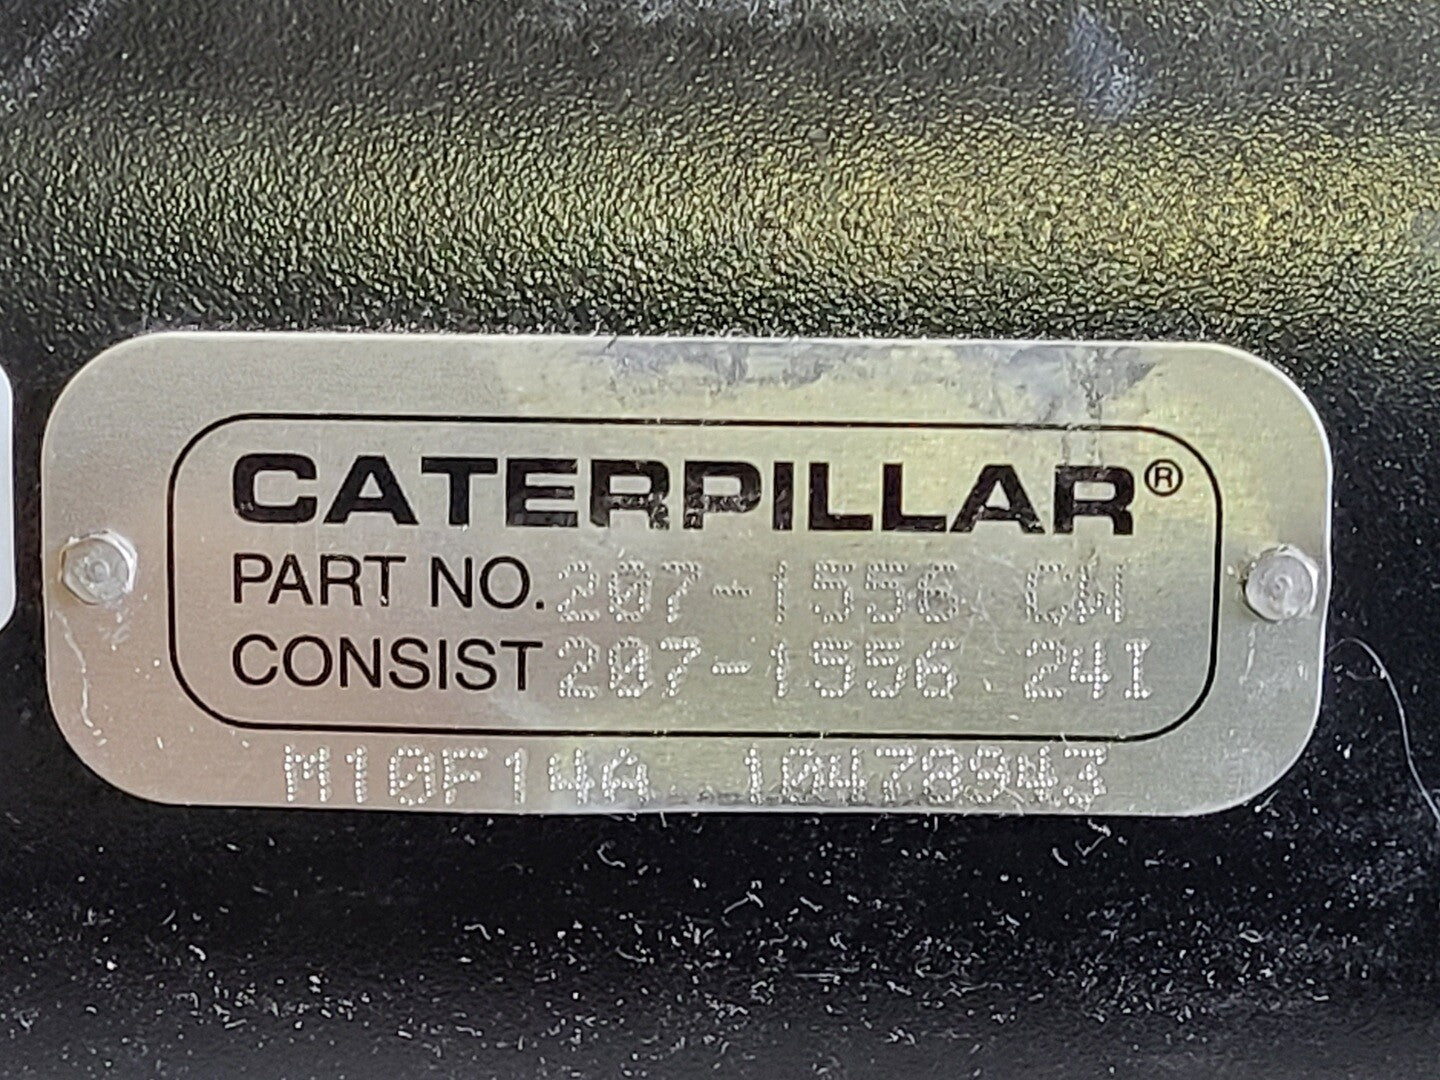 CATERPILLAR®
PART NO. 207-1556 CW
CONSIST 207-1556 24I
M10F14A 10478943